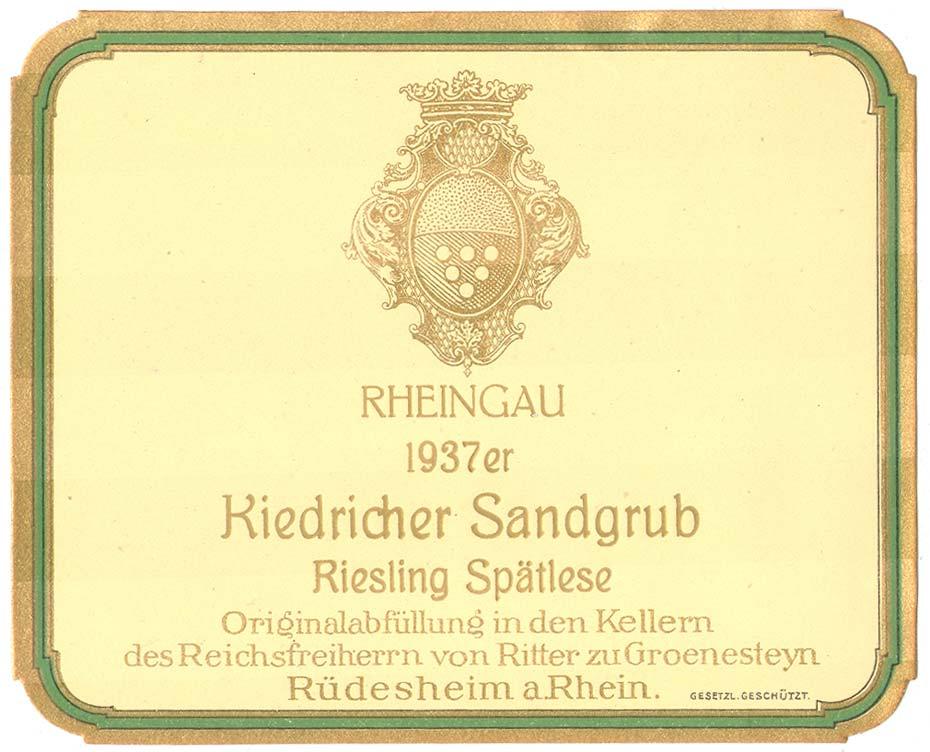 RHEINGAU
1937er
Kiedricher Sandgrub
Riesling Spätlese
Originalabfüllung in den Kellern
des Reichsfreiherrn von Ritter zu Groenesteyn
Rüdesheim a.Rhein.
GESETZL.GESCHÜTZT.